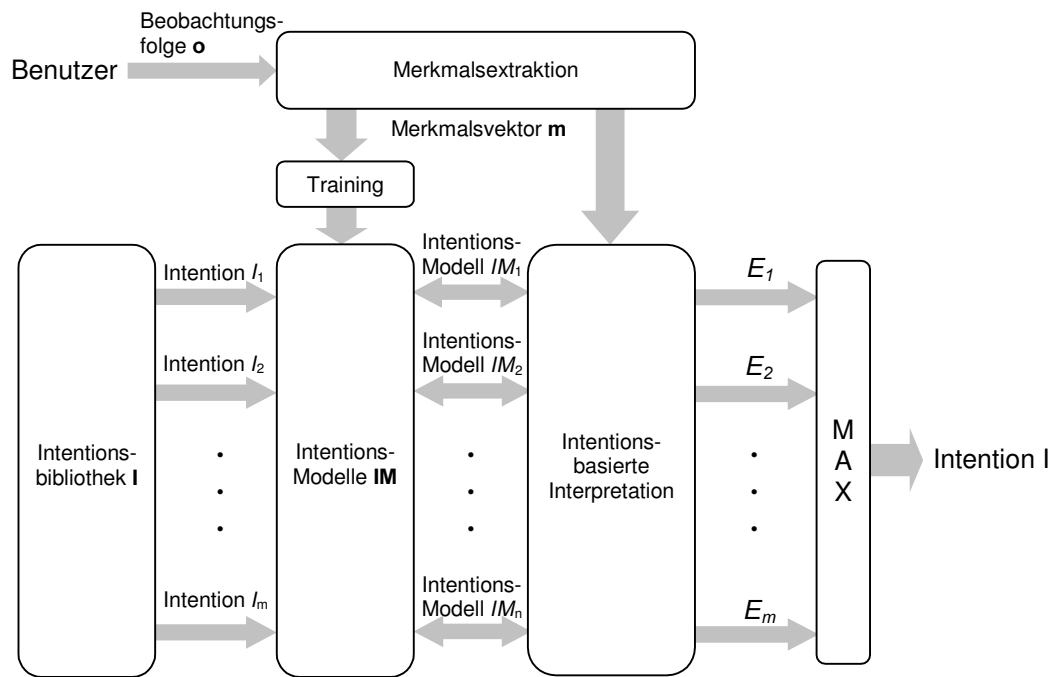 Beobachtungs-
folge o
Benutzer
Merkmalsextraktion
Merkmalsvektor m
Training
Intention I1
Intentions-
Modell IM1
E1
Intention I2
Intentions-
Modell IM2
E2
Intentions-
bibliothek I
Intentions-
Modelle IM
Intentions-
basierte
Interpretation
M
A
X
Intention I
Intention Im
Intentions-
Modell IMn
Em